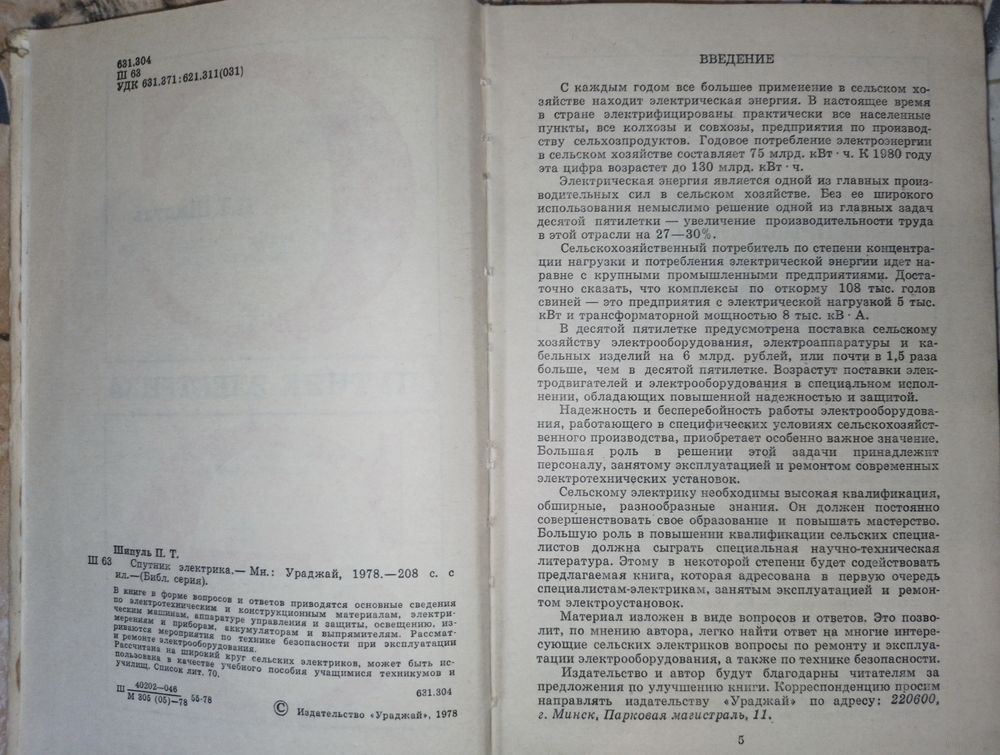 631.304
Ш 63
УДК 631.371:621.311(031)
Шипуль П. Т.
Ш 63
Спутник электрика.— Мн.: Ураджай, 1978.—208 с. с
ил.—(Библ. серия).
В книге в форме вопросов и ответов приводятся основные сведения
по электротехническим и конструкционным материалам, электри-
ческим машинам, аппаратуре управления и защиты, освещению, из-
мерениям и приборам, аккумуляторам и выпрямителям. Рассмат-
риваются мероприятия по технике безопасности при эксплуатации
и ремонте электрооборудования.
Рассчитана на широкий круг сельских электриков, может быть ис-
пользована в качестве учебного пособия учащимися техникумов и
училищ. Список лит. 70.
Ш 40202—046
М 305 (05)—78 55-78
631.304
© Издательство «Ураджай», 1978
ВВЕДЕНИЕ
С каждым годом все большее применение в сельском хо-
зяйстве находит электрическая энергия. В настоящее время
в стране электрифицированы практически все населенные
пункты, все колхозы и совхозы, предприятия по производ-
ству сельхозпродуктов. Годовое потребление электроэнергии
в сельском хозяйстве составляет 75 млрд. кВт · ч. К 1980 году
эта цифра возрастет до 130 млрд. кВт · ч.
Электрическая энергия является одной из главных произ-
водительных сил в сельском хозяйстве. Без ее широкого
использования немыслимо решение одной из главных задач
десятой пятилетки — увеличение производительности труда
в этой отрасли на 27—30%.
Сельскохозяйственный потребитель по степени концентра-
ции нагрузки и потребления электрической энергии идет на-
равне с крупными промышленными предприятиями. Доста-
точно сказать, что комплексы по откорму 108 тыс. голов
свиней — это предприятия с электрической нагрузкой 5 тыс.
кВт и трансформаторной мощностью 8 тыс. кВ · А.
В десятой пятилетке предусмотрена поставка сельскому
хозяйству электрооборудования, электроаппаратуры и ка-
бельных изделий на 6 млрд. рублей, или почти в 1,5 раза
больше, чем в десятой пятилетке. Возрастут поставки элек-
тродвигателей и электрооборудования в специальном испол-
нении, обладающих повышенной надежностью и защитой.
Надежность и бесперебойность работы электрооборудова-
ния, работающего в специфических условиях сельскохозяйст-
венного производства, приобретает особенно важное значение.
Большая роль в решении этой задачи принадлежит
персоналу, занятому эксплуатацией и ремонтом современных
электротехнических установок.
Сельскому электрику необходимы высокая квалификация,
обширные, разнообразные знания. Он должен постоянно
совершенствовать свое образование и повышать мастерство.
Большую роль в повышении квалификации сельских специа-
листов должна сыграть специальная научно-техническая
литература. Этому в некоторой степени будет содействовать
предлагаемая книга, которая адресована в первую очередь
специалистам-электрикам, занятым эксплуатацией и ремон-
том электроустановок.
Материал изложен в виде вопросов и ответов. Это позво-
лит, по мнению автора, легко найти ответ на многие интере-
сующие сельских электриков вопросы по ремонту и эксплуа-
тации электрооборудования, а также по технике безопасности.
Издательство и автор будут благодарны читателям за
предложения по улучшению книги. Корреспонденцию просим
направлять издательству «Ураджай» по адресу: 220600,
г. Минск, Парковая магистраль, 11.
5